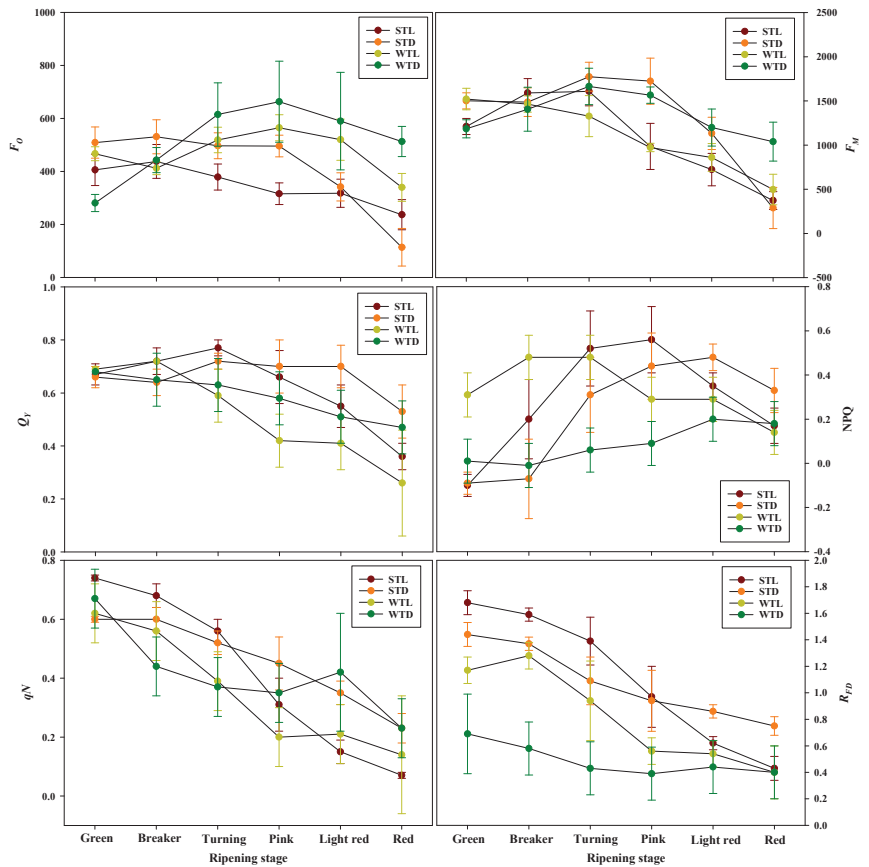 1000
800
600
400
200
0
F_O
STL
STD
WTL
WTD
2500
2000
1500
1000
500
0
-500
F_M
STL
STD
WTL
WTD
1.0
0.8
0.6
0.4
0.2
0.0
Q_Y
STL
STD
WTL
WTD
0.8
0.6
0.4
0.2
0.0
-0.2
-0.4
NPQ
STL
STD
WTL
WTD
0.8
0.6
0.4
0.2
0.0
qN
STL
STD
WTL
WTD
2.0
1.8
1.6
1.4
1.2
1.0
0.8
0.6
0.4
0.2
0.0
R_FD
STL
STD
WTL
WTD
Green Breaker Turning Pink Light red Red
Ripening stage
Green Breaker Turning Pink Light red Red
Ripening stage